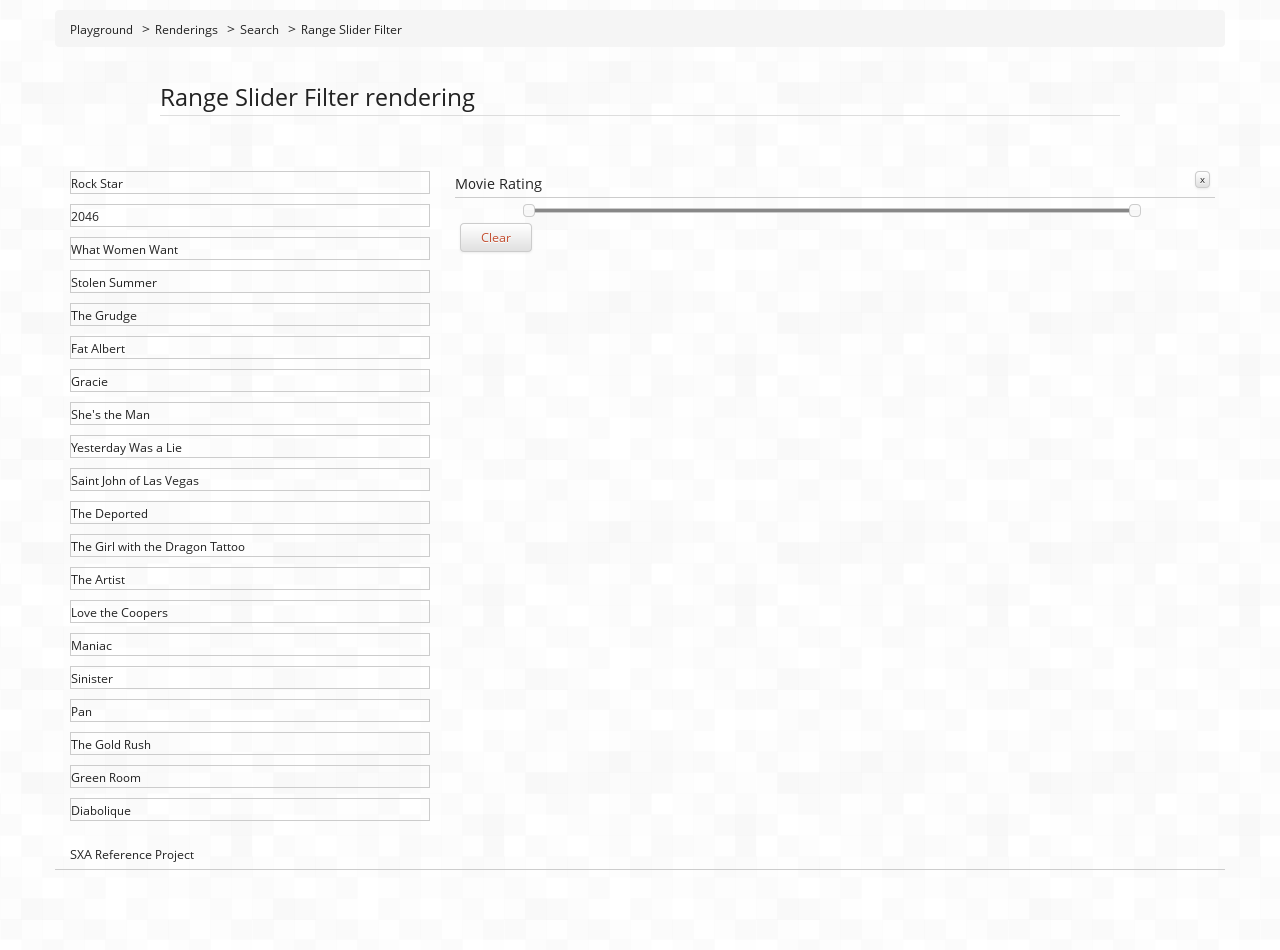 Playground > Renderings > Search > Range Slider Filter
Range Slider Filter rendering
Rock Star
2046
What Women Want
Stolen Summer
The Grudge
Fat Albert
Gracie
She's the Man
Yesterday Was a Lie
Saint John of Las Vegas
The Deported
The Girl with the Dragon Tattoo
The Artist
Love the Coopers
Maniac
Sinister
Pan
The Gold Rush
Green Room
Diabolique
Movie Rating
x
Clear
SXA Reference Project